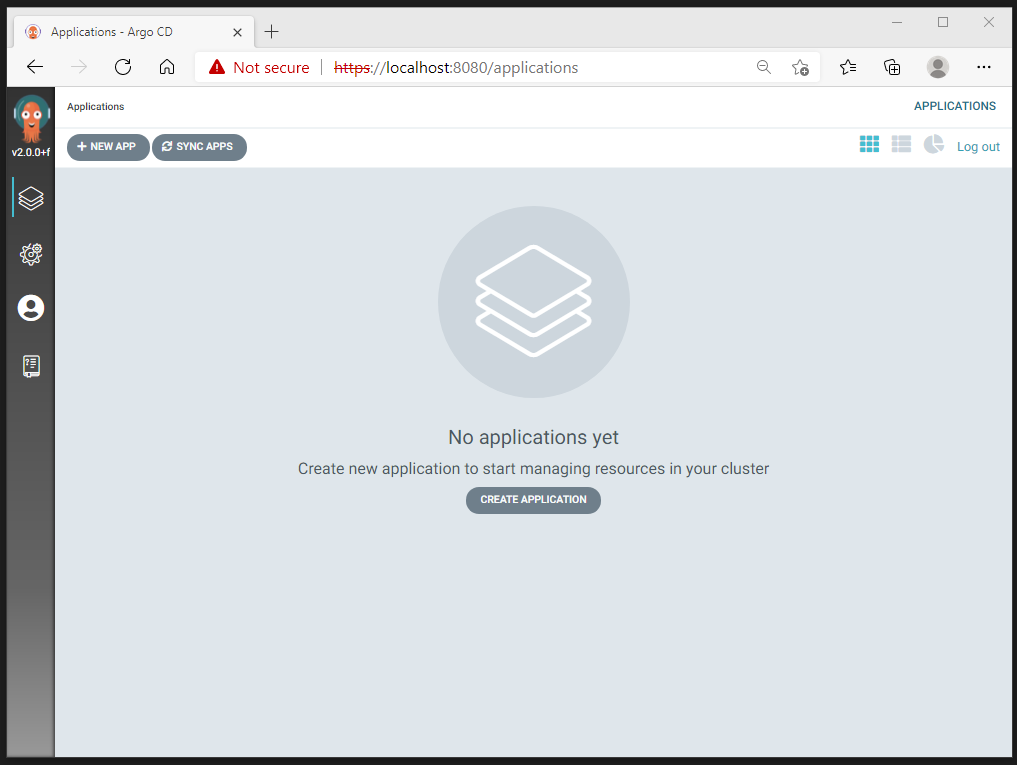 Applications - Argo CD
Not secure | https://localhost:8080/applications
v2.0.0+f
Applications
APPLICATIONS
NEW APP
SYNC APPS
Log out
No applications yet
Create new application to start managing resources in your cluster
CREATE APPLICATION